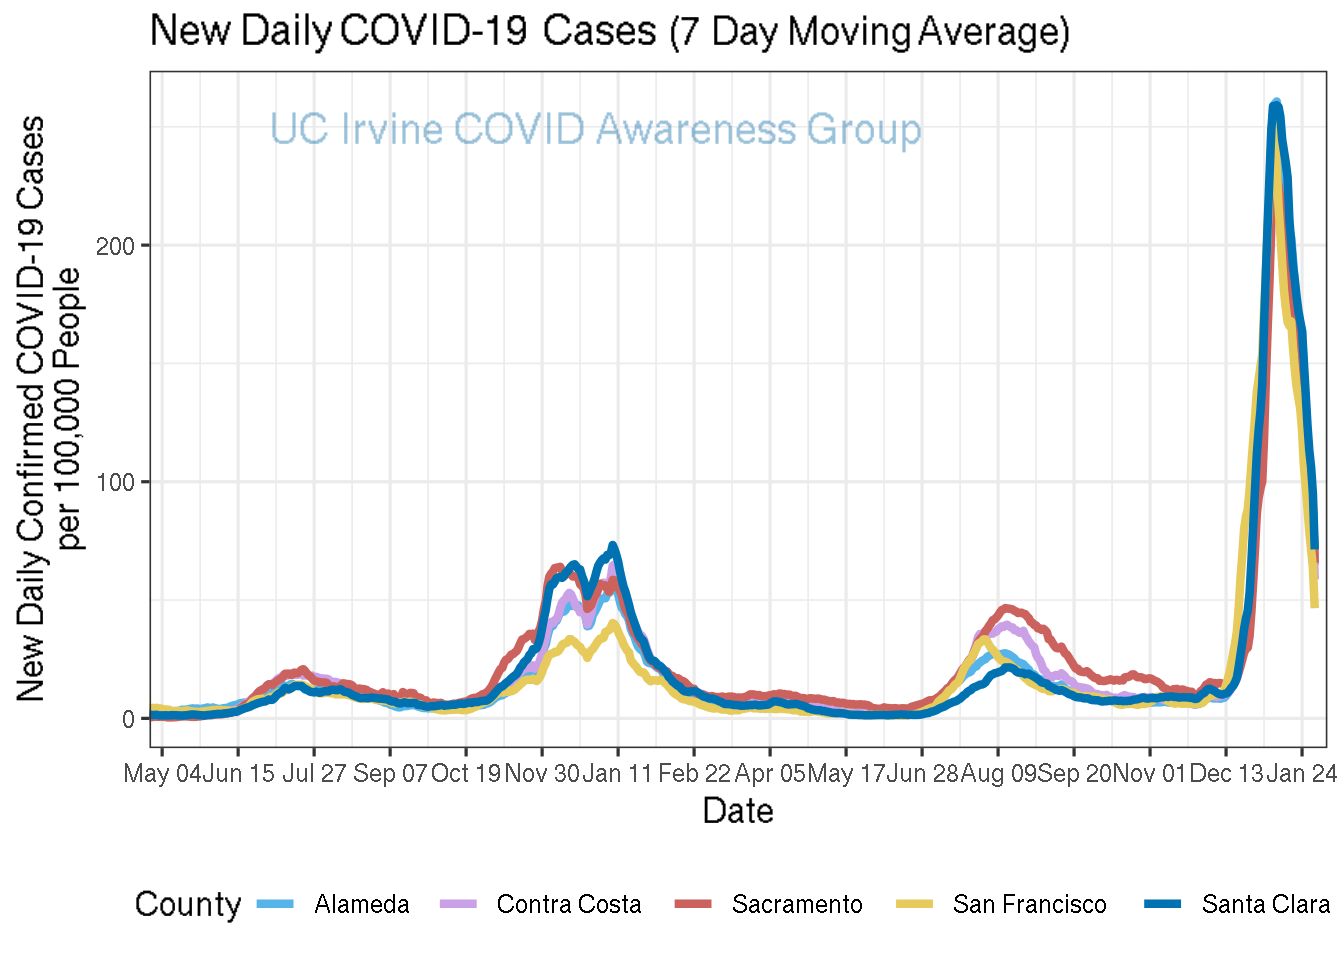 New Daily COVID-19 Cases (7 Day Moving Average)
UC Irvine COVID Awareness Group
New Daily Confirmed COVID-19 Cases
per 100,000 People
200
100
0
May 04 Jun 15 Jul 27 Sep 07 Oct 19 Nov 30 Jan 11 Feb 22 Apr 05 May 17 Jun 28 Aug 09 Sep 20 Nov 01 Dec 13 Jan 24
Date
County Alameda Contra Costa Sacramento San Francisco Santa Clara